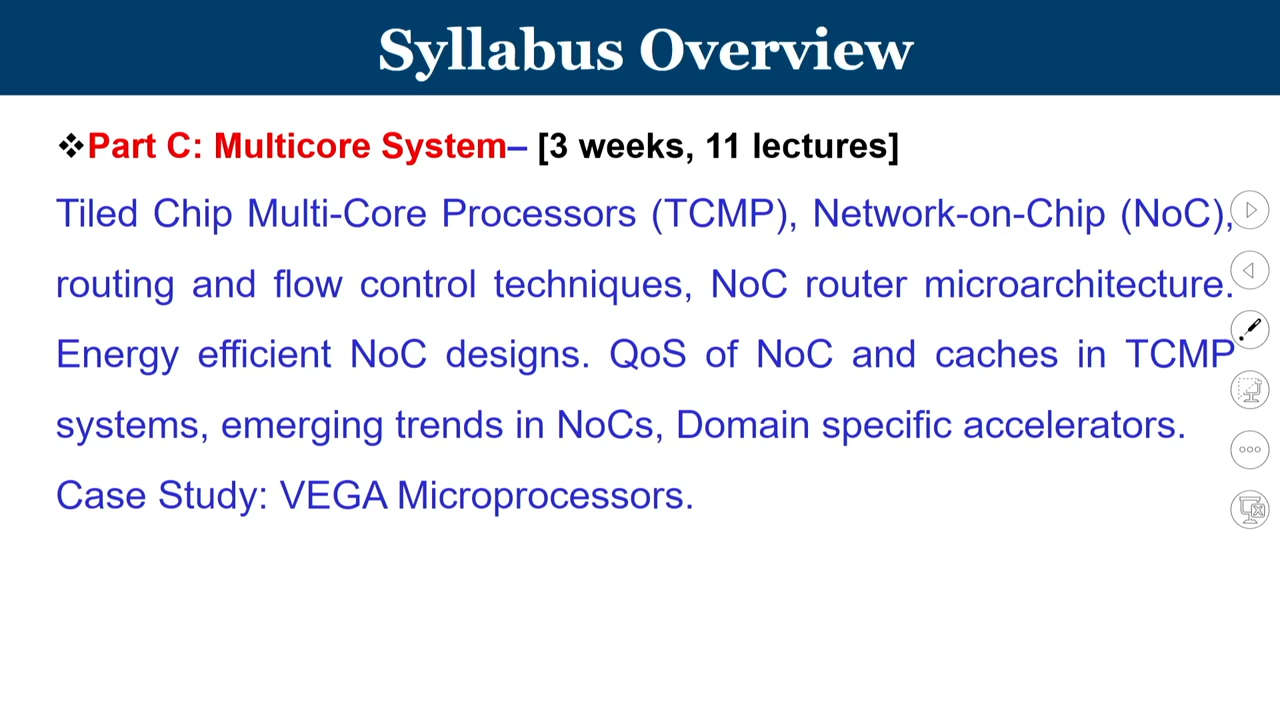 Syllabus Overview
❖Part C: Multicore System– [3 weeks, 11 lectures]
Tiled Chip Multi-Core Processors (TCMP), Network-on-Chip (NoC),
routing and flow control techniques, NoC router microarchitecture.
Energy efficient NoC designs. QoS of NoC and caches in TCMP
systems, emerging trends in NoCs, Domain specific accelerators.
Case Study: VEGA Microprocessors.